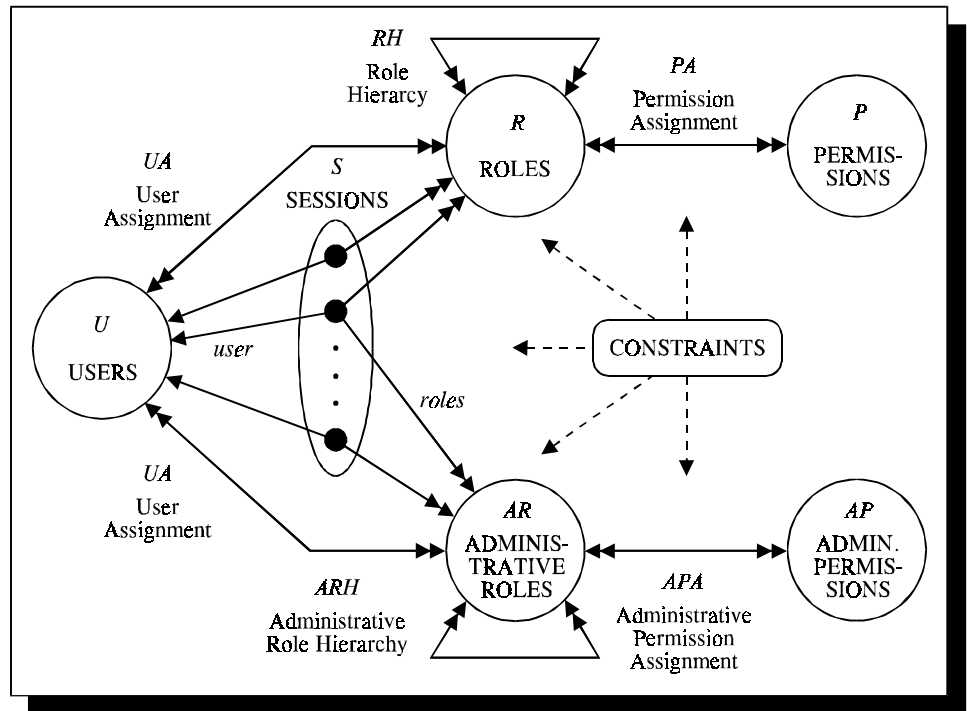 RH
Role
Hierarcy
PA
Permission
Assignment
R
ROLES
P
PERMIS-
SIONS
UA
User
Assignment
S
SESSIONS
U
USERS
user
roles
CONSTRAINTS
UA
User
Assignment
AR
ADMINIS-
TRATIVE
ROLES
AP
ADMIN.
PERMIS-
SIONS
ARH
Administrative
Role Hierarchy
APA
Administrative
Permission
Assignment